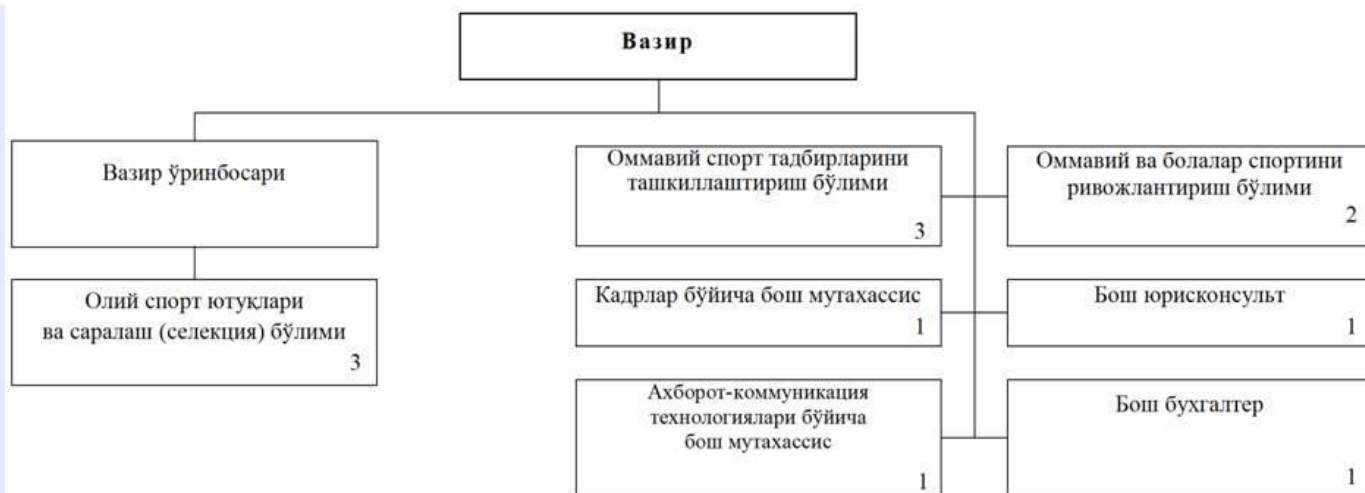 Вазир
Вазир ўринбосари
Олий спорт ютуқлари
ва саралаш (селекция) бўлими
3
Оммавий спорт тадбирларини
ташкиллаштириш бўлими
3
Оммавий ва болалар спортини
ривожлантириш бўлими
2
Кадрлар бўйича бош мутахассис
1
Бош юрисконсульт
1
Ахборот-коммуникация
технологиялари бўйича
бош мутахассис
1
Бош бухгалтер
1